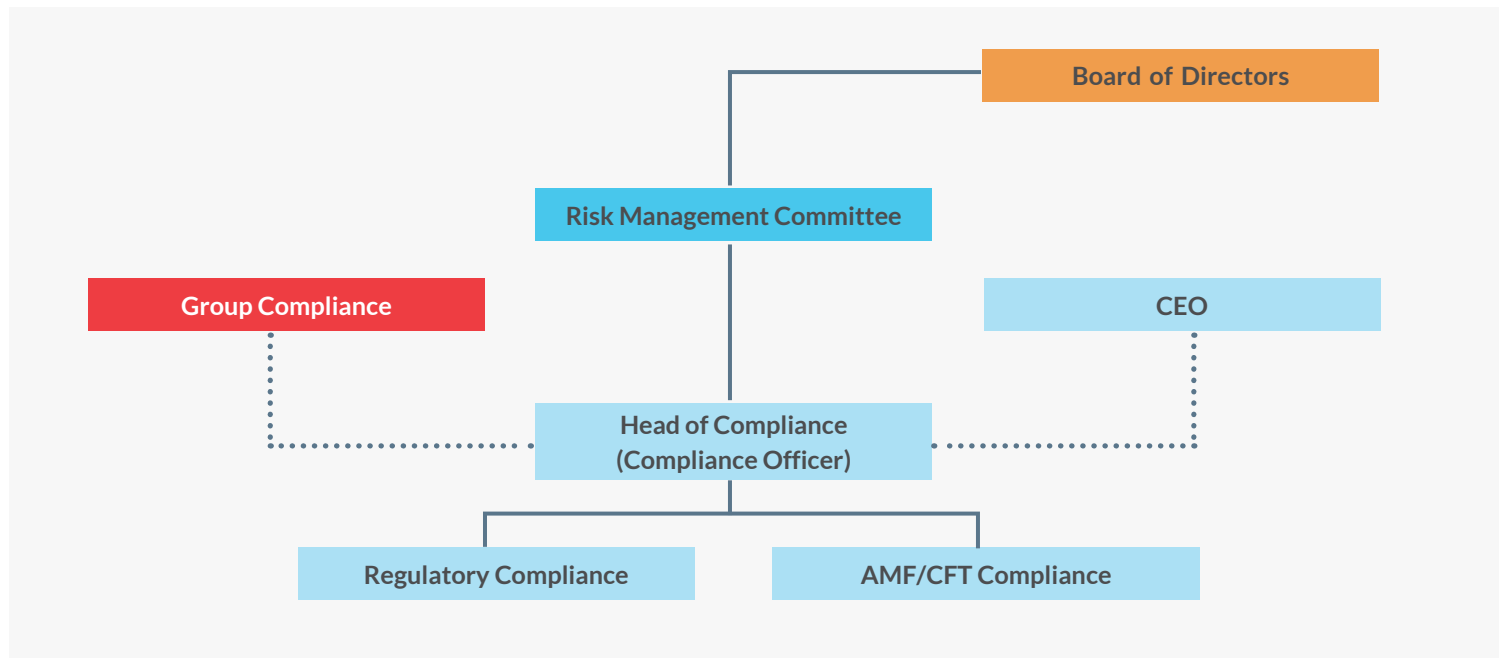 Board of Directors
Risk Management Committee
Group Compliance
CEO
Head of Compliance
(Compliance Officer)
Regulatory Compliance
AMF/CFT Compliance